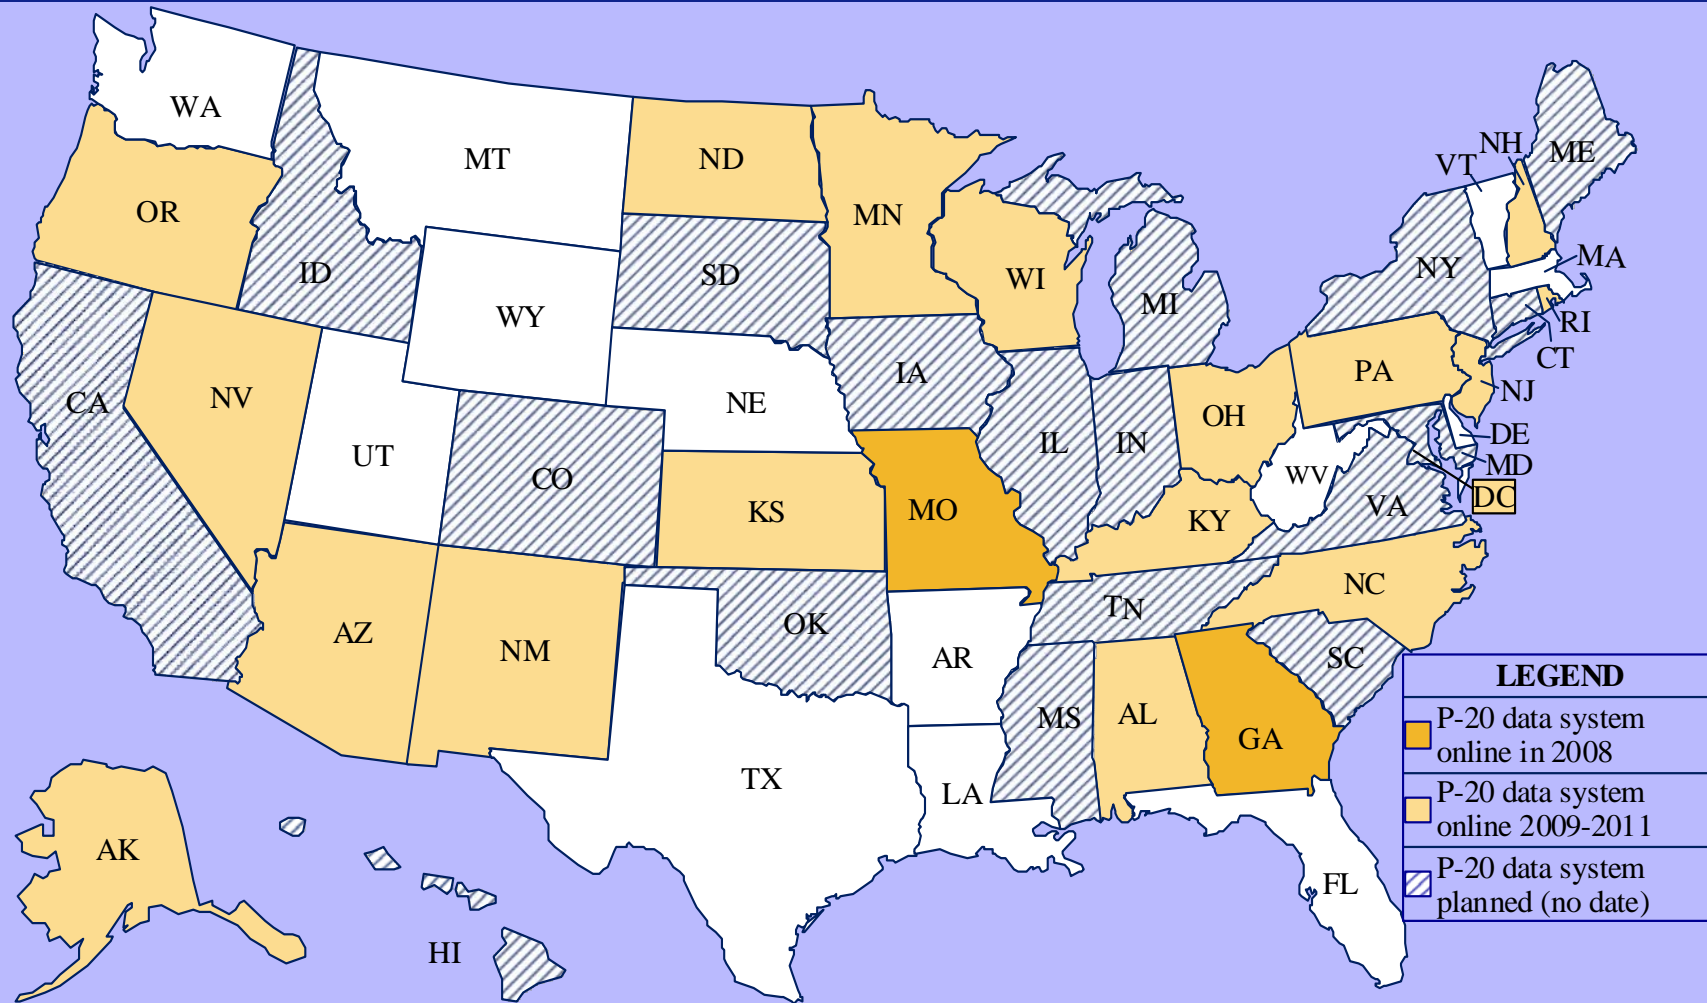 WA
MT
ND
MN
OR
ID
SD
WI
MI
NY
VT
NH
ME
MA
RI
CT
WY
IA
NE
NV
CA
UT
CO
KS
MO
IL
IN
OH
PA
NJ
DE
MD
DC
WV
VA
KY
NC
TN
SC
AZ
NM
OK
AR
MS
AL
GA
TX
LA
FL
AK
HI
LEGEND
P-20 data system
online in 2008
P-20 data system
online 2009-2011
P-20 data system
planned (no date)